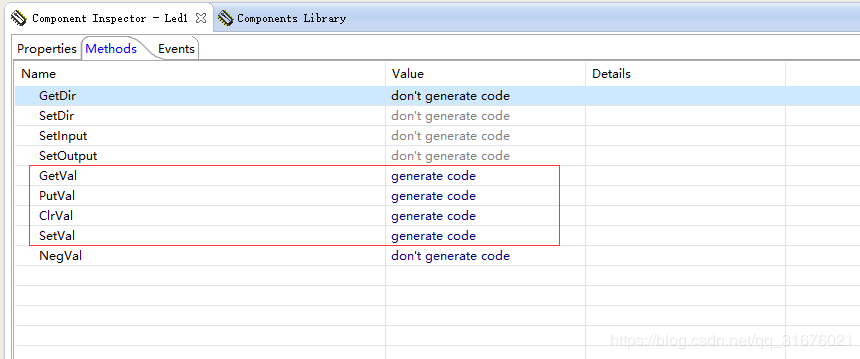 Component Inspector - Led1 Components Library
Properties Methods Events
Name Value Details
GetDir don't generate code
SetDir don't generate code
SetInput don't generate code
SetOutput don't generate code
GetVal generate code
PutVal generate code
ClrVal generate code
SetVal generate code
NegVal don't generate code
https://blog.csdn.net/qq_31676021